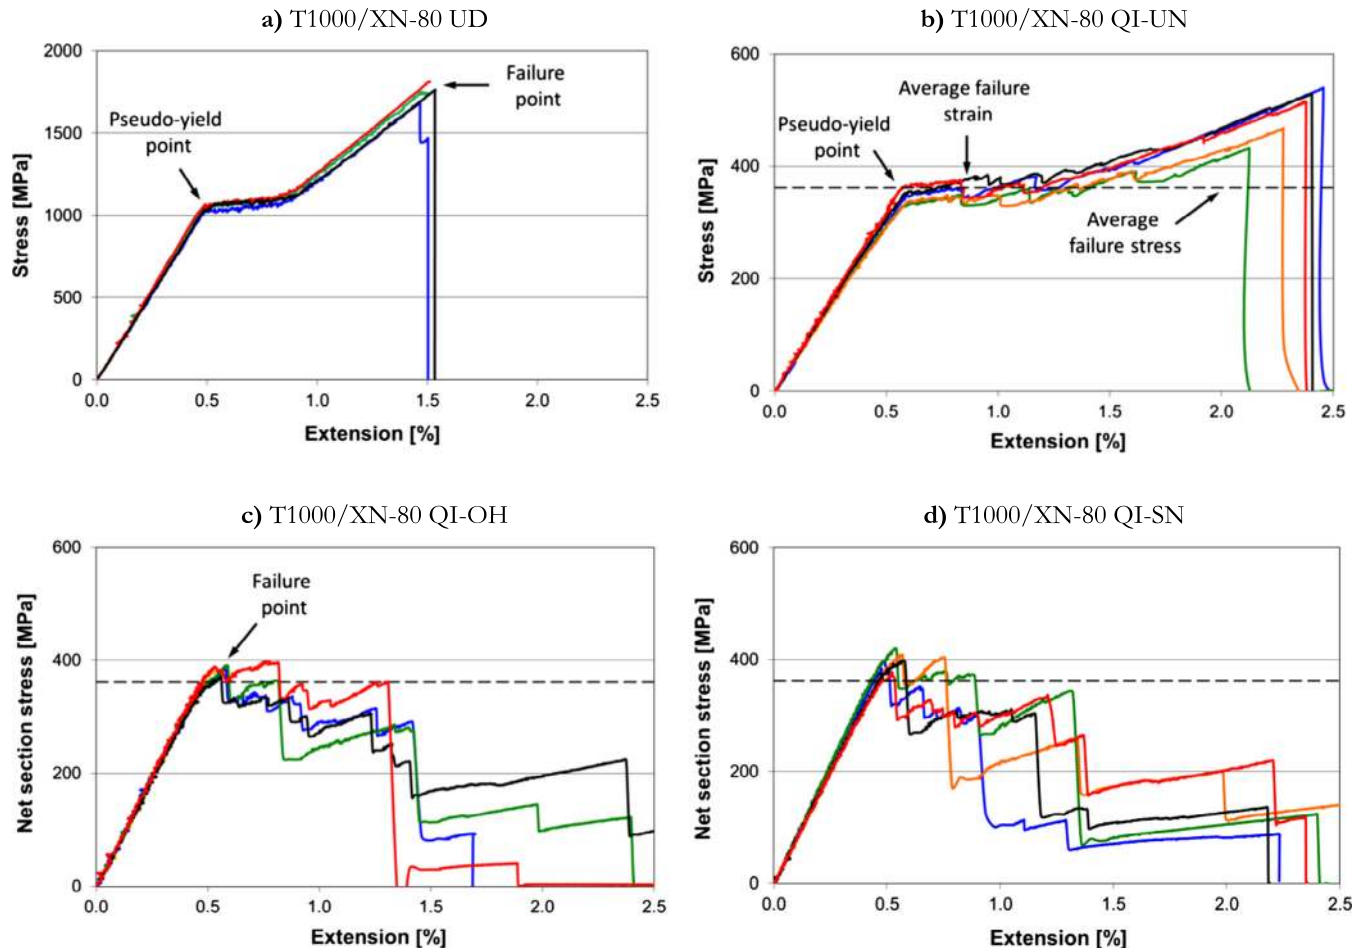 a) T1000/XN-80 UD
2000
1500
1000
500
0
0.0 0.5 1.0 1.5 2.0 2.5
Stress [MPa]
Extension [%]
Pseudo-yield
point
Failure
point
b) T1000/XN-80 QI-UN
600
400
200
0
0.0 0.5 1.0 1.5 2.0 2.5
Stress [MPa]
Extension [%]
Pseudo-yield
point
Average failure
strain
Average
failure stress
c) T1000/XN-80 QI-OH
600
400
200
0
0.0 0.5 1.0 1.5 2.0 2.5
Net section stress [MPa]
Extension [%]
Failure
point
d) T1000/XN-80 QI-SN
600
400
200
0
0.0 0.5 1.0 1.5 2.0 2.5
Net section stress [MPa]
Extension [%]